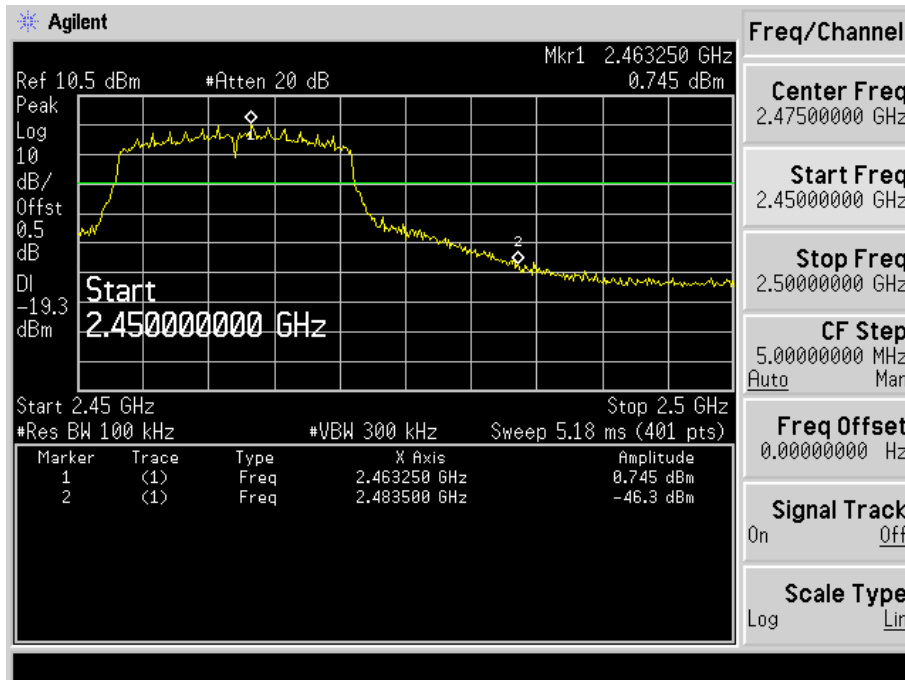 Agilent
Mkr1 2.463250 GHz
Ref 10.5 dBm #Atten 20 dB 0.745 dBm
Peak
Log
10
dB/
Offst
0.5
dB
DI
-19.3
dBm
1
2
Start
2.450000000 GHz
Start 2.45 GHz Stop 2.5 GHz
#Res BW 100 kHz #VBW 300 kHz Sweep 5.18 ms (401 pts)
Marker Trace Type X Axis Amplitude
1 (1) Freq 2.463250 GHz 0.745 dBm
2 (1) Freq 2.483500 GHz -46.3 dBm
Freq/Channel
Center Freq
2.47500000 GHz
Start Freq
2.45000000 GHz
Stop Freq
2.50000000 GHz
CF Step
5.00000000 MHz
Auto Man
Freq Offset
0.00000000 Hz
Signal Track
On Off
Scale Type
Log Lin